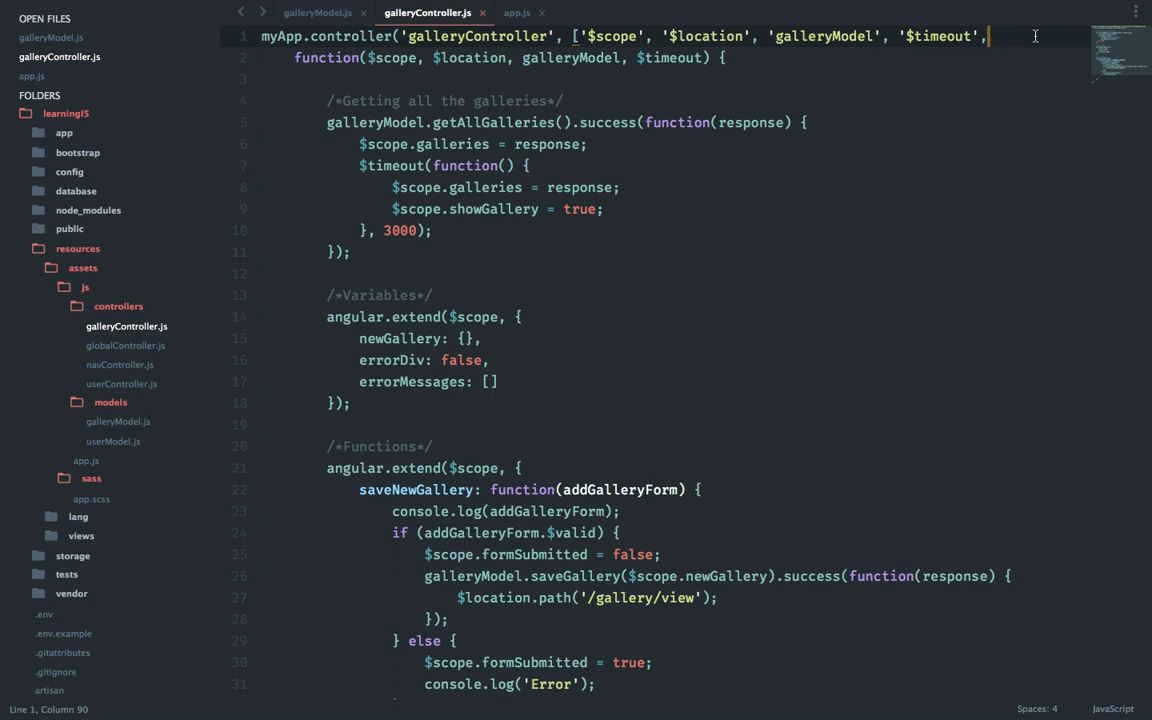 OPEN FILES
galleryModel.js
galleryController.js
app.js
FOLDERS
learningl5
app
bootstrap
config
database
node_modules
public
resources
assets
js
controllers
galleryController.js
globalController.js
navController.js
userController.js
models
galleryModel.js
userModel.js
app.js
sass
app.scss
lang
views
storage
tests
vendor
.env
.env.example
.gitattributes
.gitignore
artisan
galleryModel.js × galleryController.js × app.js ×
1 myApp.controller('galleryController', ['$scope', '$location', 'galleryModel', '$timeout',
2 function($scope, $location, galleryModel, $timeout) {
3
4 /*Getting all the galleries*/
5 galleryModel.getAllGalleries().success(function(response) {
6 $scope.galleries = response;
7 $timeout(function() {
8 $scope.galleries = response;
9 $scope.showGallery = true;
10 }, 3000);
11 });
12
13 /*Variables*/
14 angular.extend($scope, {
15 newGallery: {},
16 errorDiv: false,
17 errorMessages: []
18 });
19
20 /*Functions*/
21 angular.extend($scope, {
22 saveNewGallery: function(addGalleryForm) {
23 console.log(addGalleryForm);
24 if (addGalleryForm.$valid) {
25 $scope.formSubmitted = false;
26 galleryModel.saveGallery($scope.newGallery).success(function(response) {
27 $location.path('/gallery/view');
28 });
29 } else {
30 $scope.formSubmitted = true;
31 console.log('Error');
Line 1, Column 90 Spaces: 4 JavaScript